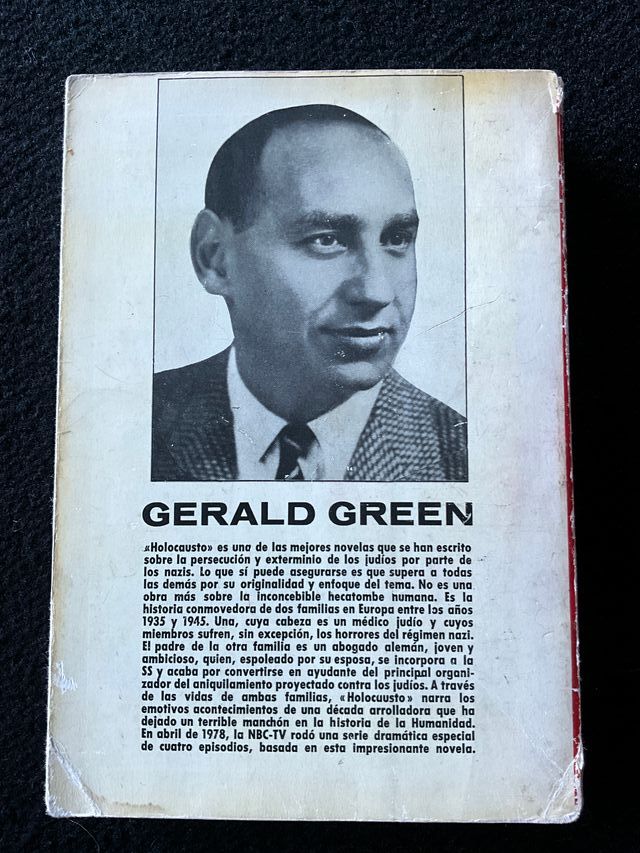 GERALD GREEN
«Holocausto» es una de las mejores novelas que se han escrito
sobre la persecución y exterminio de los judíos por parte de
los nazis. Lo que sí puede asegurarse es que supera a todas
las demás por su originalidad y enfoque del tema. No es una
obra más sobre la inconcebible hecatombe humana. Es la
historia conmovedora de dos familias en Europa entre los años
1935 y 1945. Una, cuya cabeza es un médico judío y cuyos
miembros sufren, sin excepción, los horrores del régimen nazi.
El padre de la otra familia es un abogado alemán, joven y
ambicioso, quien, espoleado por su esposa, se incorpora a la
SS y acaba por convertirse en ayudante del principal organi-
zador del aniquilamiento proyectado contra los judíos. A través
de las vidas de ambas familias, «Holocuusto» narra los
emotivos acontecimientos de una década arrolladora que ha
dejado un terrible manchón en la historia de la Humanidad.
En abril de 1978, la NBC-TV rodó una serie dramática especial
de cuatro episodios, basada en esta impresionante novela.